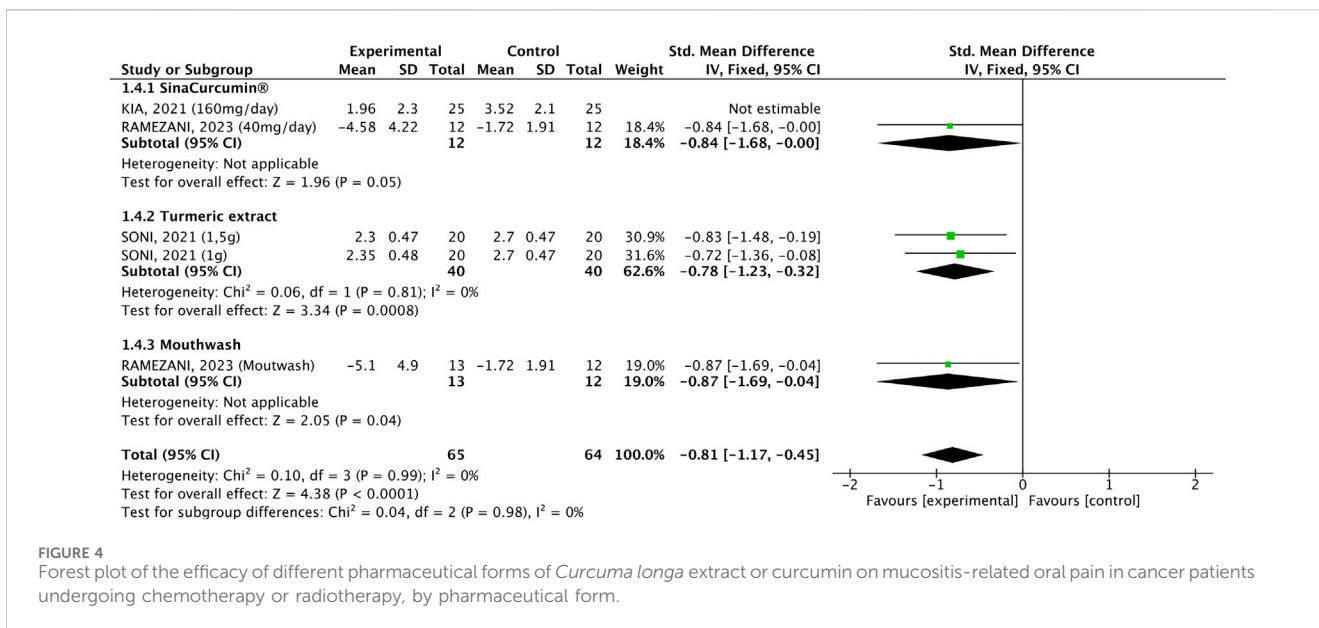 Experimental Control Std. Mean Difference Std. Mean Difference
Study or Subgroup Mean SD Total Mean SD Total Weight IV, Fixed, 95% CI IV, Fixed, 95% CI
1.4.1 SinaCurcumin®
KIA, 2021 (160mg/day) 1.96 2.3 25 3.52 2.1 25 Not estimable
RAMEZANI, 2023 (40mg/day) −4.58 4.22 12 −1.72 1.91 12 18.4% −0.84 [−1.68, −0.00]
Subtotal (95% CI) 12 12 18.4% −0.84 [−1.68, −0.00]
Heterogeneity: Not applicable
Test for overall effect: Z = 1.96 (P = 0.05)
1.4.2 Turmeric extract
SONI, 2021 (1,5g) 2.3 0.47 20 2.7 0.47 20 30.9% −0.83 [−1.48, −0.19]
SONI, 2021 (1g) 2.35 0.48 20 2.7 0.47 20 31.6% −0.72 [−1.36, −0.08]
Subtotal (95% CI) 40 40 62.6% −0.78 [−1.23, −0.32]
Heterogeneity: Chi² = 0.06, df = 1 (P = 0.81); I² = 0%
Test for overall effect: Z = 3.34 (P = 0.0008)
1.4.3 Mouthwash
RAMEZANI, 2023 (Moutwash) −5.1 4.9 13 −1.72 1.91 12 19.0% −0.87 [−1.69, −0.04]
Subtotal (95% CI) 13 12 19.0% −0.87 [−1.69, −0.04]
Heterogeneity: Not applicable
Test for overall effect: Z = 2.05 (P = 0.04)
Total (95% CI) 65 64 100.0% −0.81 [−1.17, −0.45]
Heterogeneity: Chi² = 0.10, df = 3 (P = 0.99); I² = 0%
Test for overall effect: Z = 4.38 (P < 0.0001)
Test for subgroup differences: Chi² = 0.04, df = 2 (P = 0.98), I² = 0%
−2 −1 0 1 2
Favours [experimental] Favours [control]
FIGURE 4
Forest plot of the efficacy of different pharmaceutical forms of Curcuma longa extract or curcumin on mucositis-related oral pain in cancer patients
undergoing chemotherapy or radiotherapy, by pharmaceutical form.